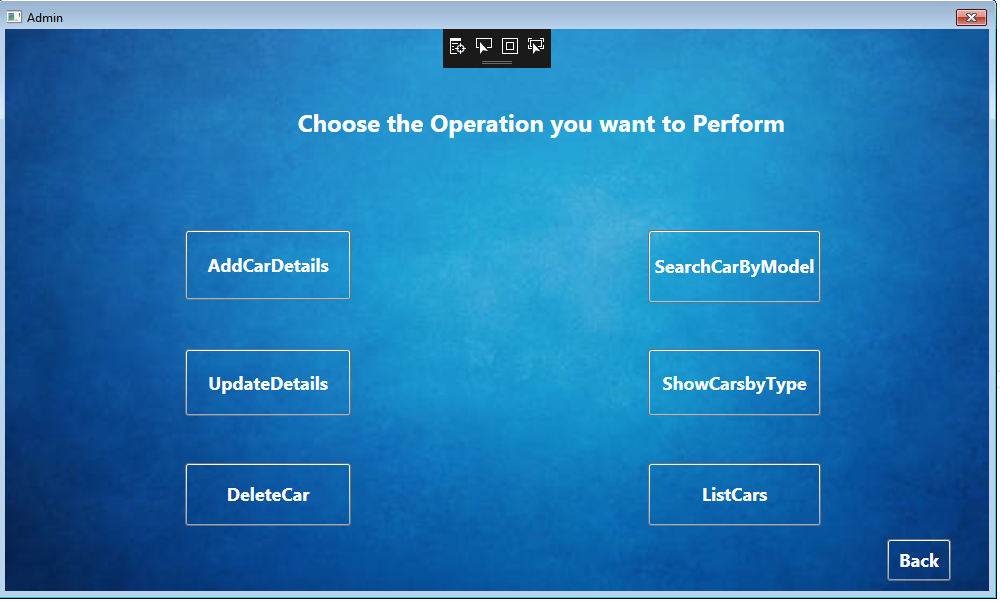 Admin
Choose the Operation you want to Perform
AddCarDetails
SearchCarByModel
UpdateDetails
ShowCarsbyType
DeleteCar
ListCars
Back